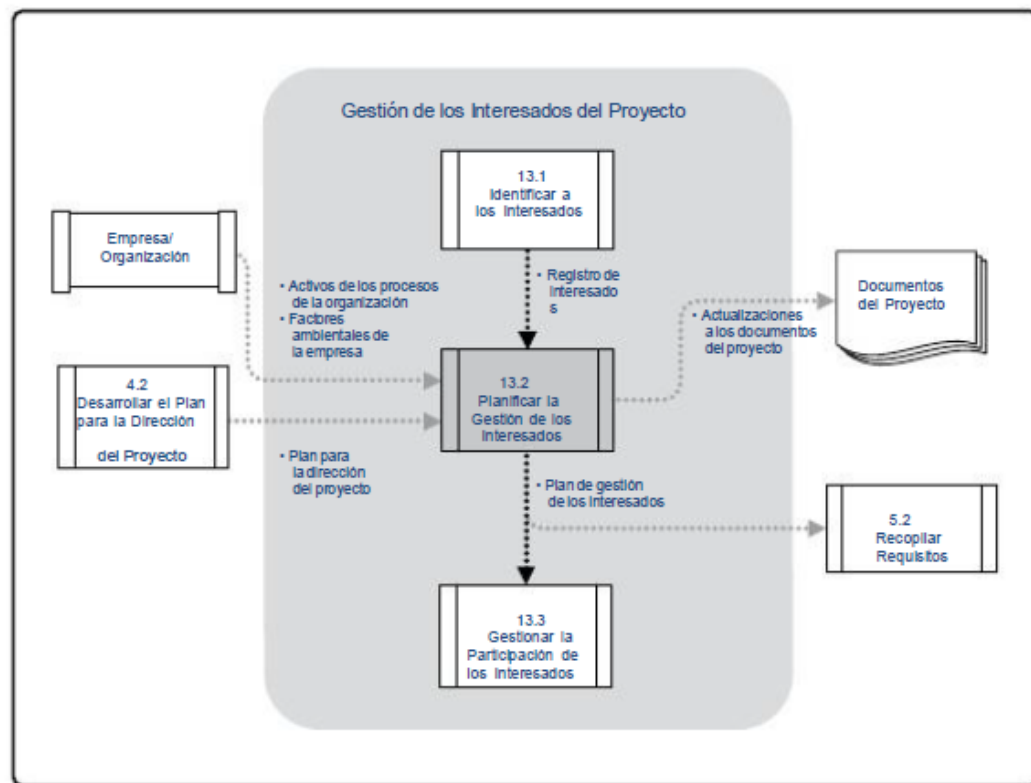 Gestión de los Interesados del Proyecto
13.1
Identificar a
los Interesados
Empresa/
Organización
• Activos de los procesos
de la organización
• Factores
ambientales de
la empresa
• Registro de
interesado
s
Documentos
del Proyecto
• Actualizaciones
a los documentos
del proyecto
4.2
Desarrollar el Plan
para la Dirección
del Proyecto
13.2
Planificar la
Gestión de los
Interesados
• Plan para
la dirección
del proyecto
• Plan de gestión
de los interesados
5.2
Recopilar
Requisitos
13.3
Gestionar la
Participación de
los Interesados